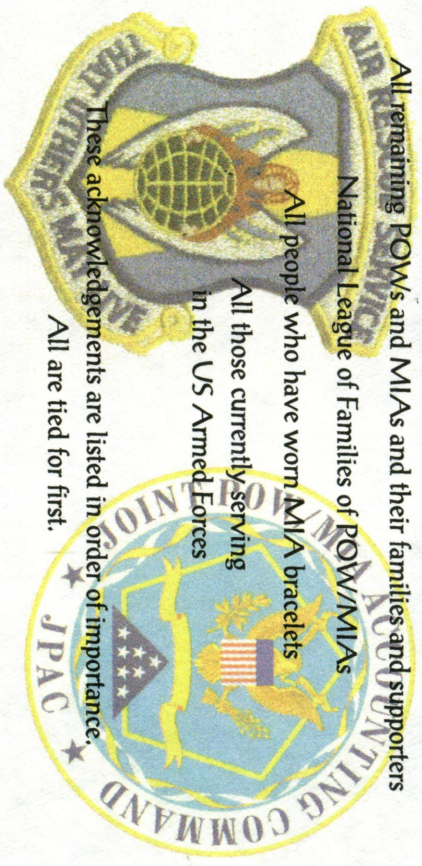 All remaining POWs and MIAs and their families and supporters
National League of Families of POW/MIAs
All people who have worn MIA bracelets
All those currently serving
in the US Armed Forces
These acknowledgements are listed in order of importance.
All are tied for first.
AIR RESCUE SERVICE
THAT OTHERS MAY LIVE
JOINT POW/MIA ACCOUNTING COMMAND
★ JPAC ★